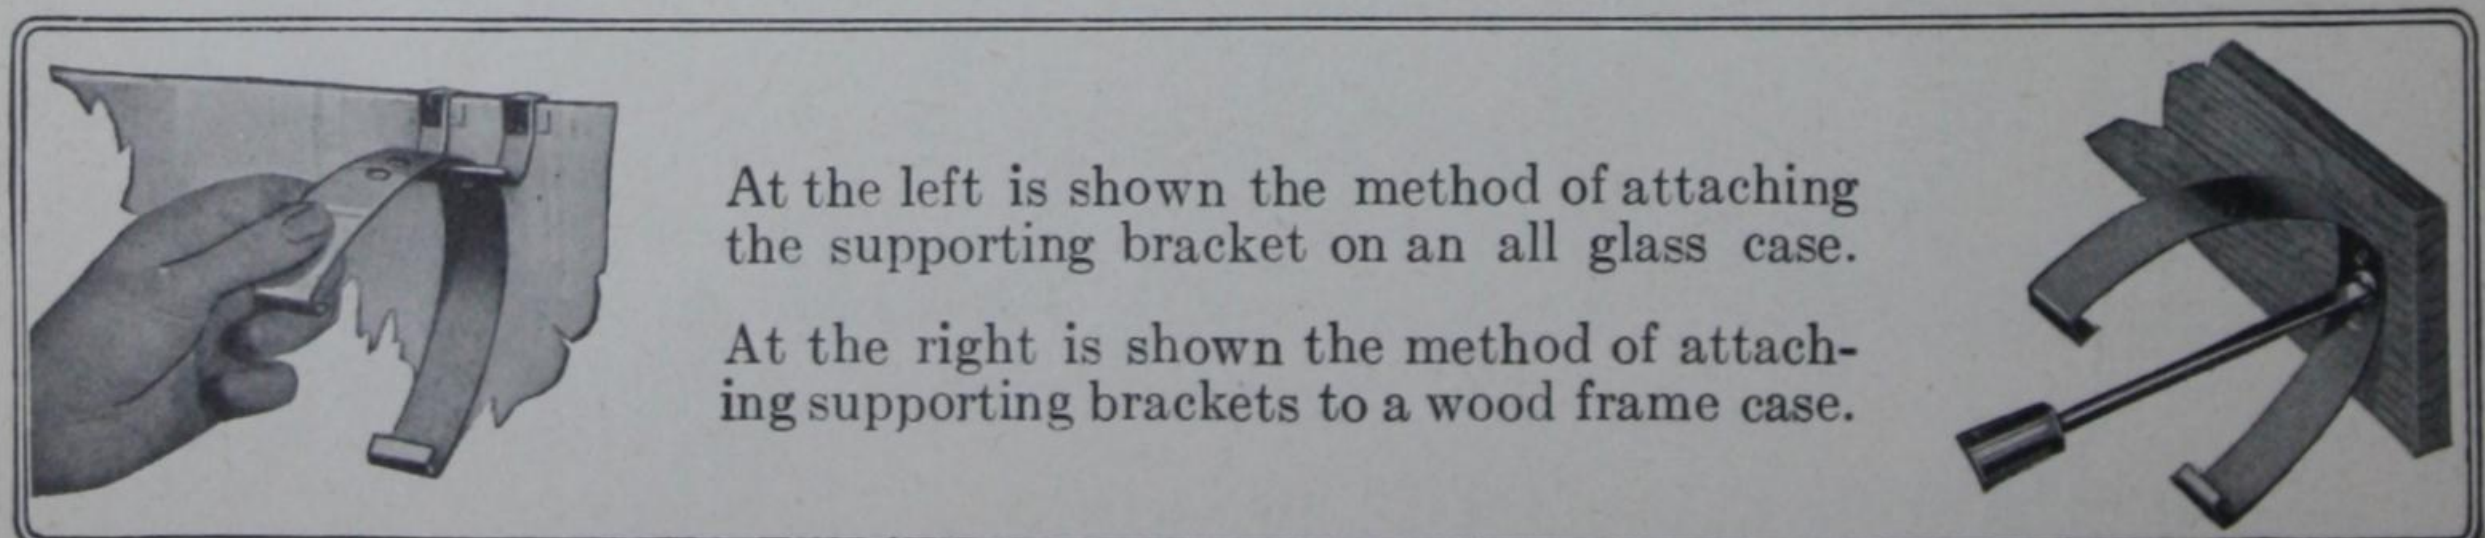 At the left is shown the method of attaching
the supporting bracket on an all glass case.
At the right is shown the method of attach-
ing supporting brackets to a wood frame case.